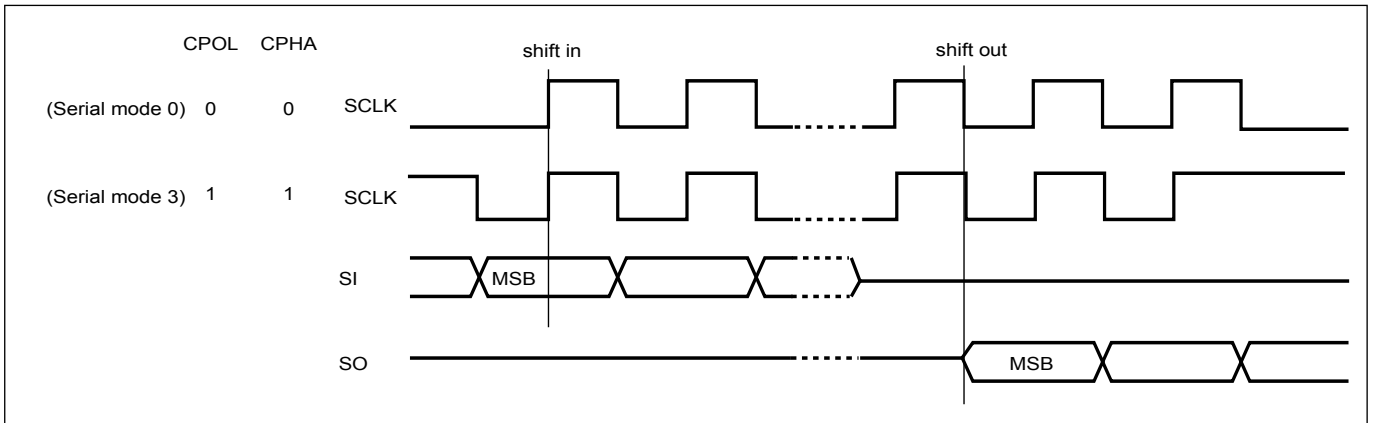 CPOL CPHA shift in shift out
(Serial mode 0) 0 0 SCLK
(Serial mode 3) 1 1 SCLK
SI MSB
SO MSB